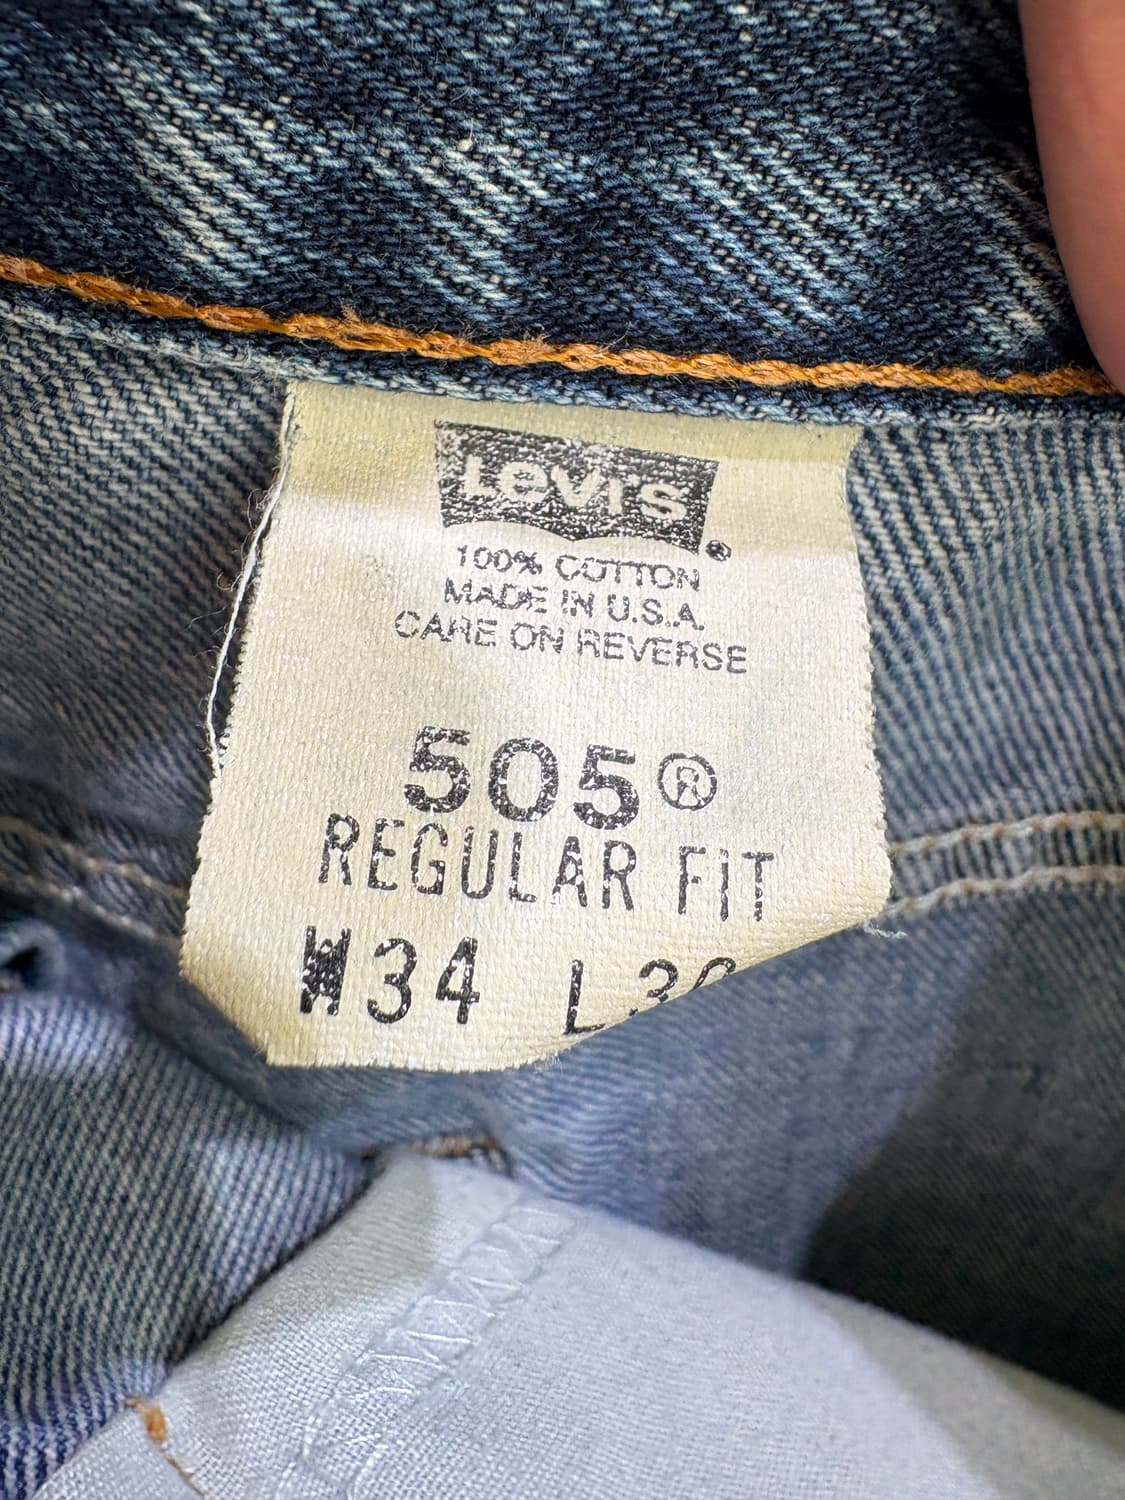 Levi's
100% COTTON
MADE IN U.S.A.
CARE ON REVERSE
505®
REGULAR FIT
W34